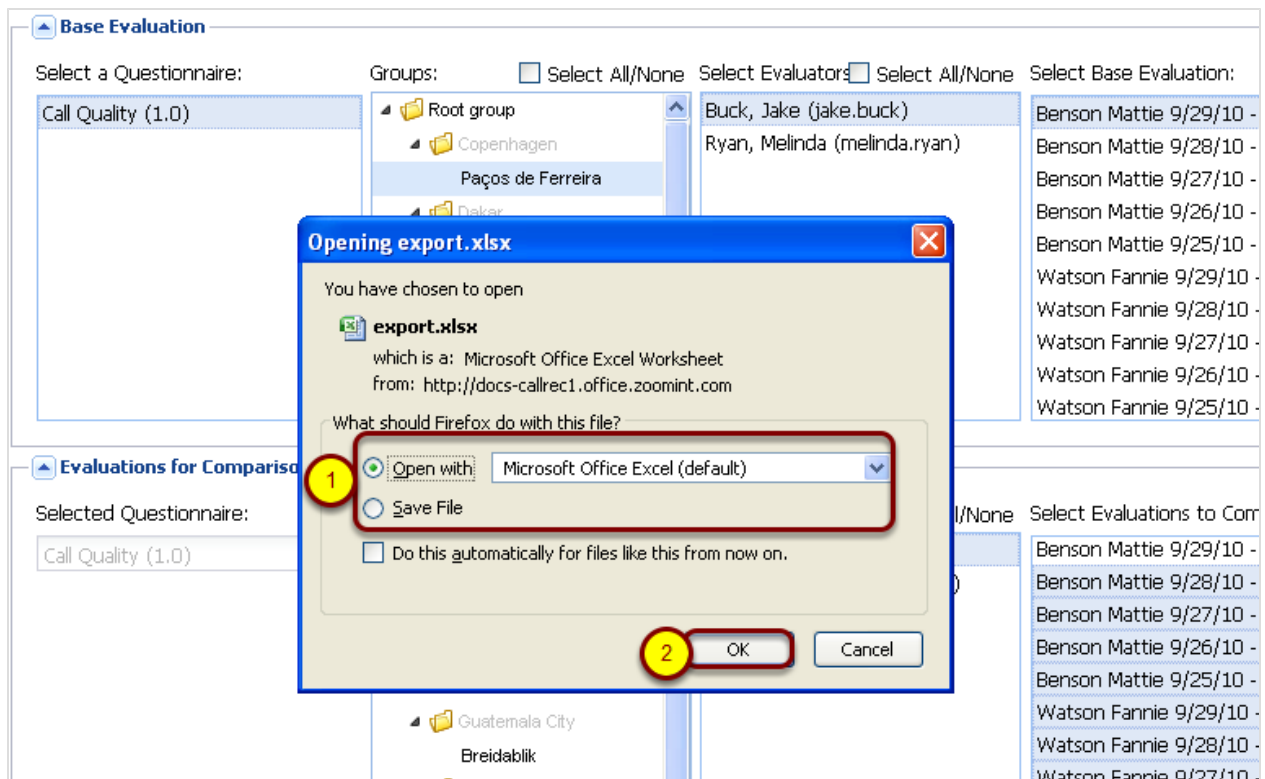 Base Evaluation
Select a Questionnaire:
Groups:
Select All/None
Select Evaluators
Select All/None
Select Base Evaluation:
Call Quality (1.0)
Root group
Copenhagen
Paços de Ferreira
Dakar
Buck, Jake (jake.buck)
Ryan, Melinda (melinda.ryan)
Benson Mattie 9/29/10 -
Benson Mattie 9/28/10 -
Benson Mattie 9/27/10 -
Benson Mattie 9/26/10 -
Benson Mattie 9/25/10 -
Watson Fannie 9/29/10 -
Watson Fannie 9/28/10 -
Watson Fannie 9/27/10 -
Watson Fannie 9/26/10 -
Watson Fannie 9/25/10 -
Opening export.xlsx
You have chosen to open
export.xlsx
which is a: Microsoft Office Excel Worksheet
from: http://docs-callrec1.office.zoomint.com
What should Firefox do with this file?
1
Open with
Microsoft Office Excel (default)
Save File
Do this automatically for files like this from now on.
2
OK
Cancel
Evaluations for Compariso
Selected Questionnaire:
l/None
Select Evaluations to Com
Call Quality (1.0)
)
Guatemala City
Breidablik
Benson Mattie 9/29/10 -
Benson Mattie 9/28/10 -
Benson Mattie 9/27/10 -
Benson Mattie 9/26/10 -
Benson Mattie 9/25/10 -
Watson Fannie 9/29/10 -
Watson Fannie 9/28/10 -
Watson Fannie 9/27/10 -